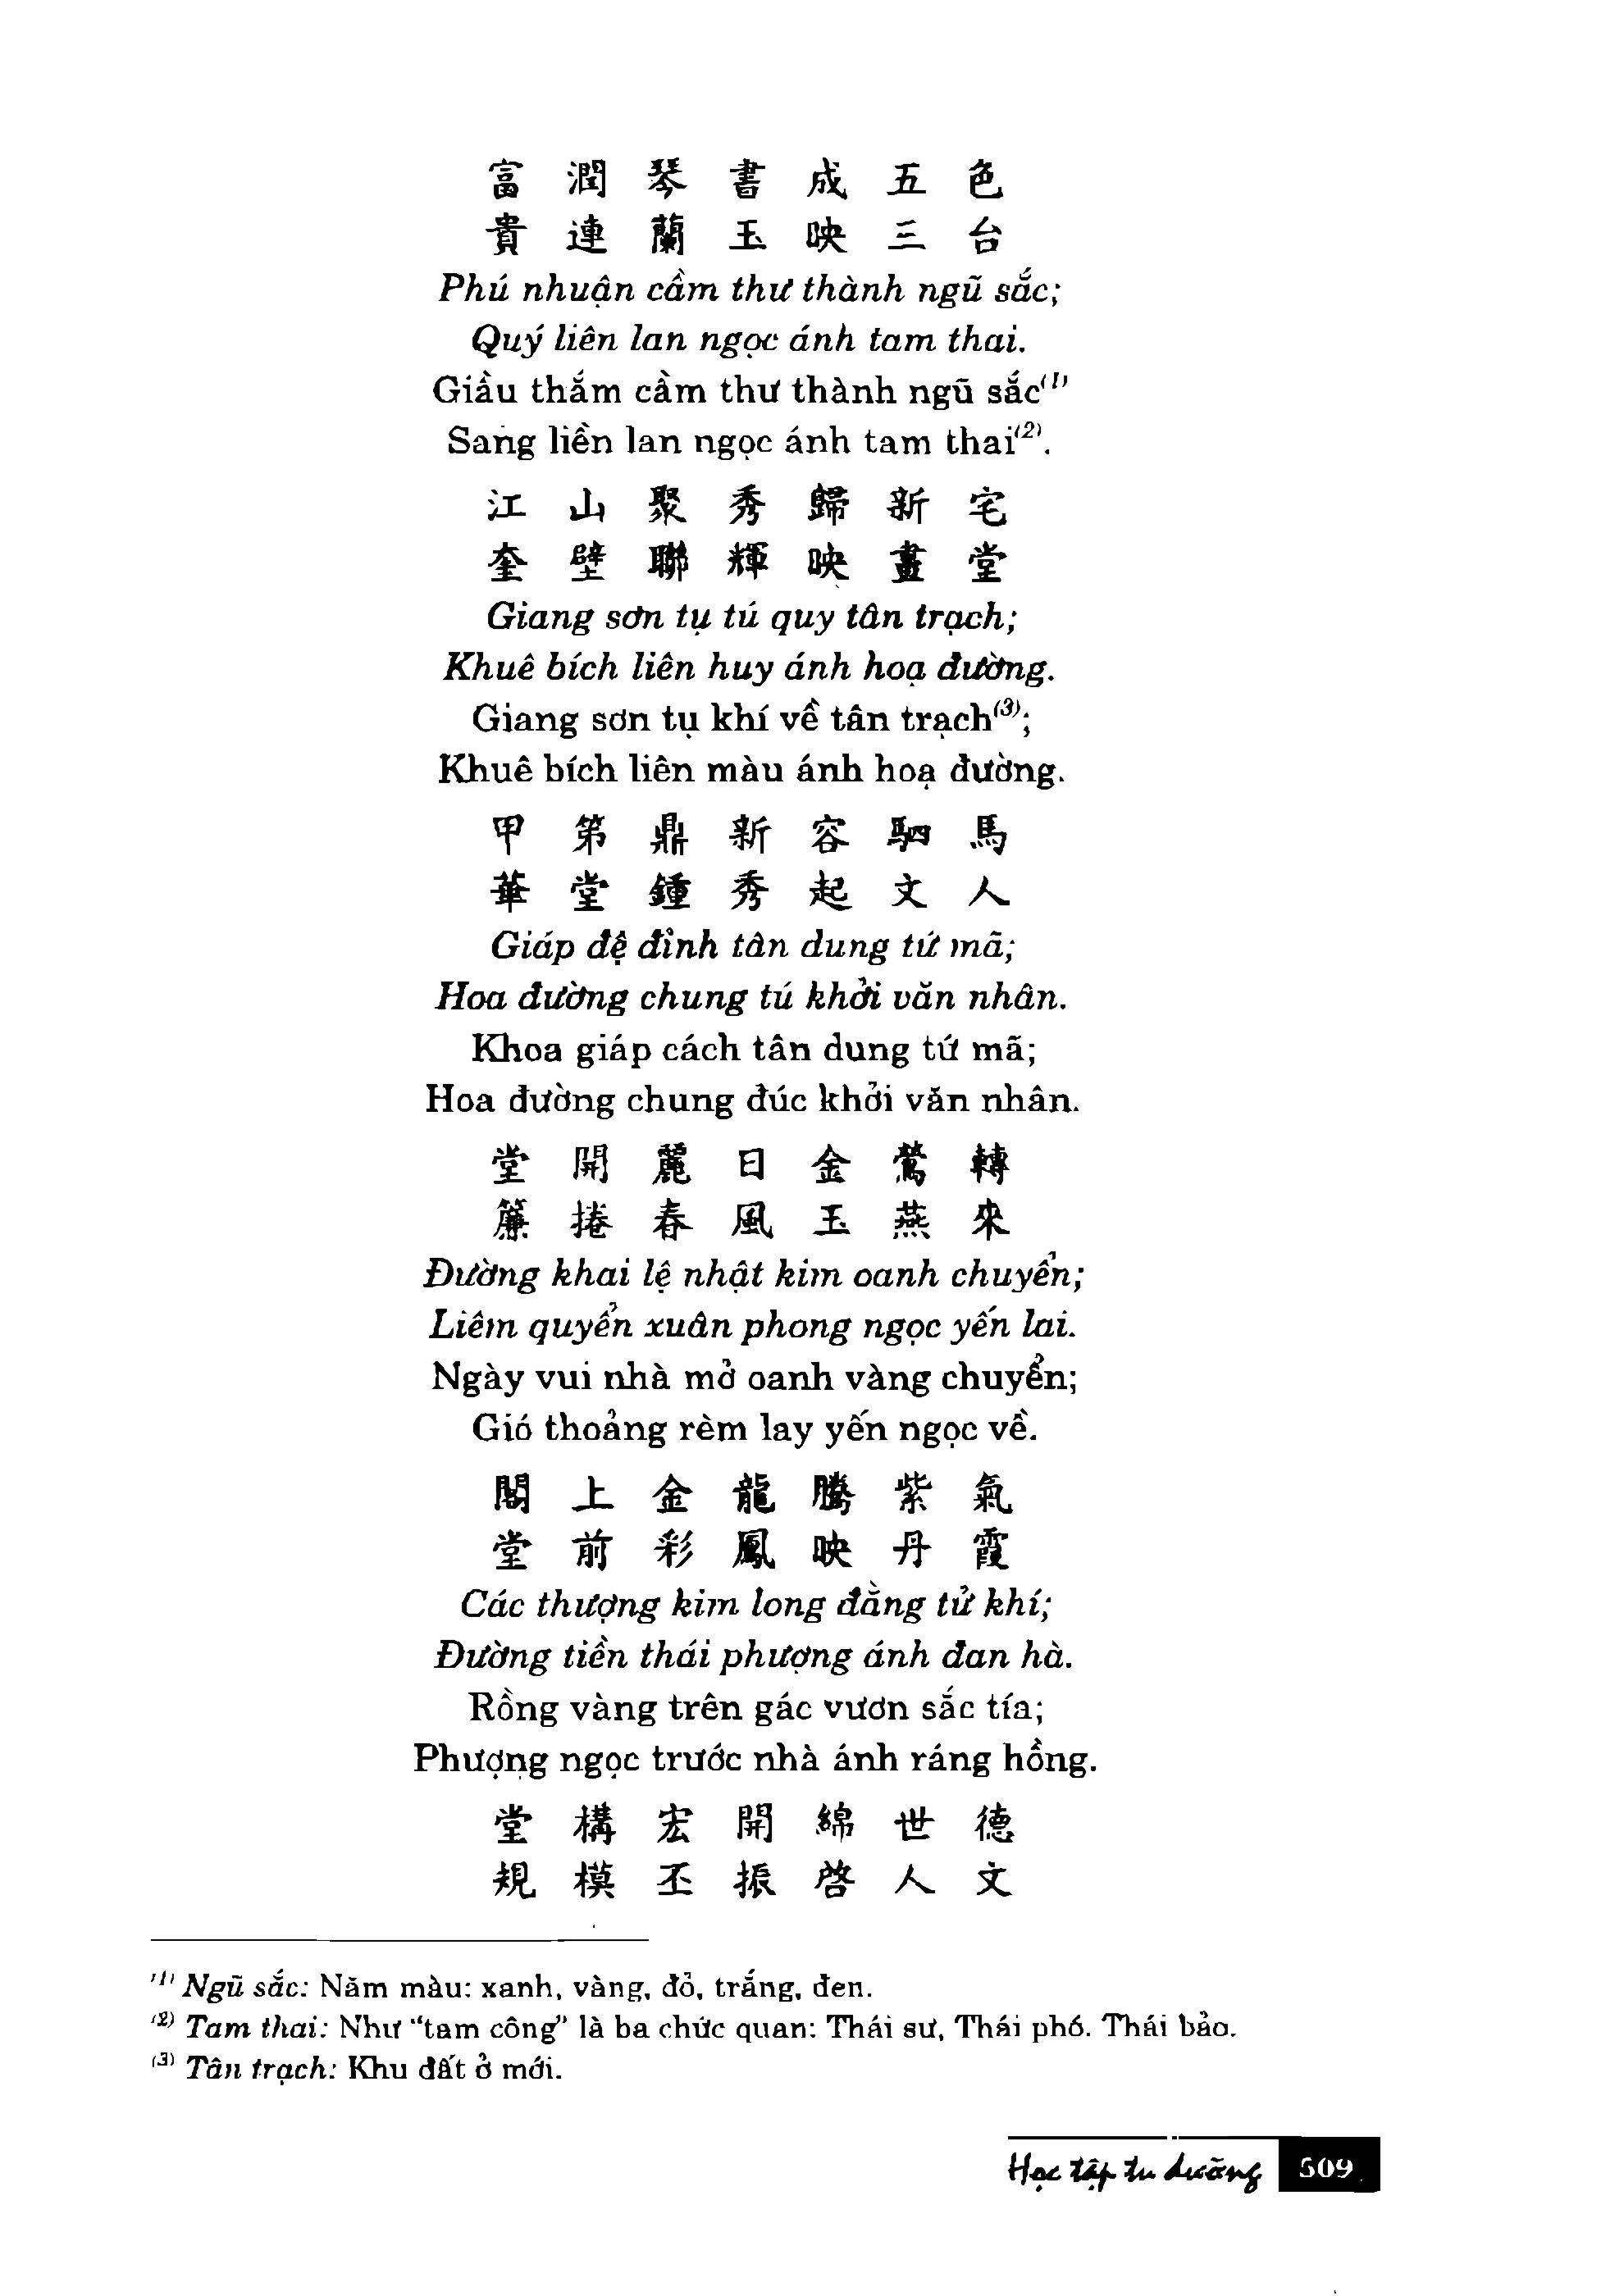 富 潤 琴 書 成 五 色
貴 連 蘭 玉 映 三 台
Phú nhuận cầm thư thành ngũ sắc;
Quý liên lan ngọc ánh tam thai.
Giầu thắm cầm thư thành ngũ sắc⁽¹⁾
Sang liền lan ngọc ánh tam thai⁽²⁾.
江 山 聚 秀 歸 新 宅
奎 壁 聯 輝 映 畫 堂
Giang sơn tụ tú quy tân trạch;
Khuê bích liên huy ánh hoạ đường.
Giang sơn tụ khí về tân trạch⁽³⁾;
Khuê bích liên màu ánh hoạ đường.
甲 第 鼎 新 容 駟 馬
華 堂 鍾 秀 起 文 人
Giáp đệ đỉnh tân dung tứ mã;
Hoa đường chung tú khởi văn nhân.
Khoa giáp cách tân dung tứ mã;
Hoa đường chung đúc khởi văn nhân.
堂 開 麗 日 金 鶯 轉
簾 捲 春 風 玉 燕 來
Đường khai lệ nhật kim oanh chuyển;
Liêm quyển xuân phong ngọc yến lai.
Ngày vui nhà mở oanh vàng chuyển;
Gió thoảng rèm lay yến ngọc về.
閣 上 金 龍 騰 紫 氣
堂 前 彩 鳳 映 丹 霞
Các thượng kim long đằng tử khí;
Đường tiền thái phượng ánh đan hà.
Rồng vàng trên gác vươn sắc tía;
Phượng ngọc trước nhà ánh ráng hồng.
堂 構 宏 開 綿 世 德
規 模 丕 振 啓 人 文
⁽¹⁾ Ngũ sắc: Năm màu: xanh, vàng, đỏ, trắng, đen.
⁽²⁾ Tam thai: Như "tam công" là ba chức quan: Thái sư, Thái phó. Thái bảo.
⁽³⁾ Tân trạch: Khu đất ở mới.
Học tập tu dưỡng 509